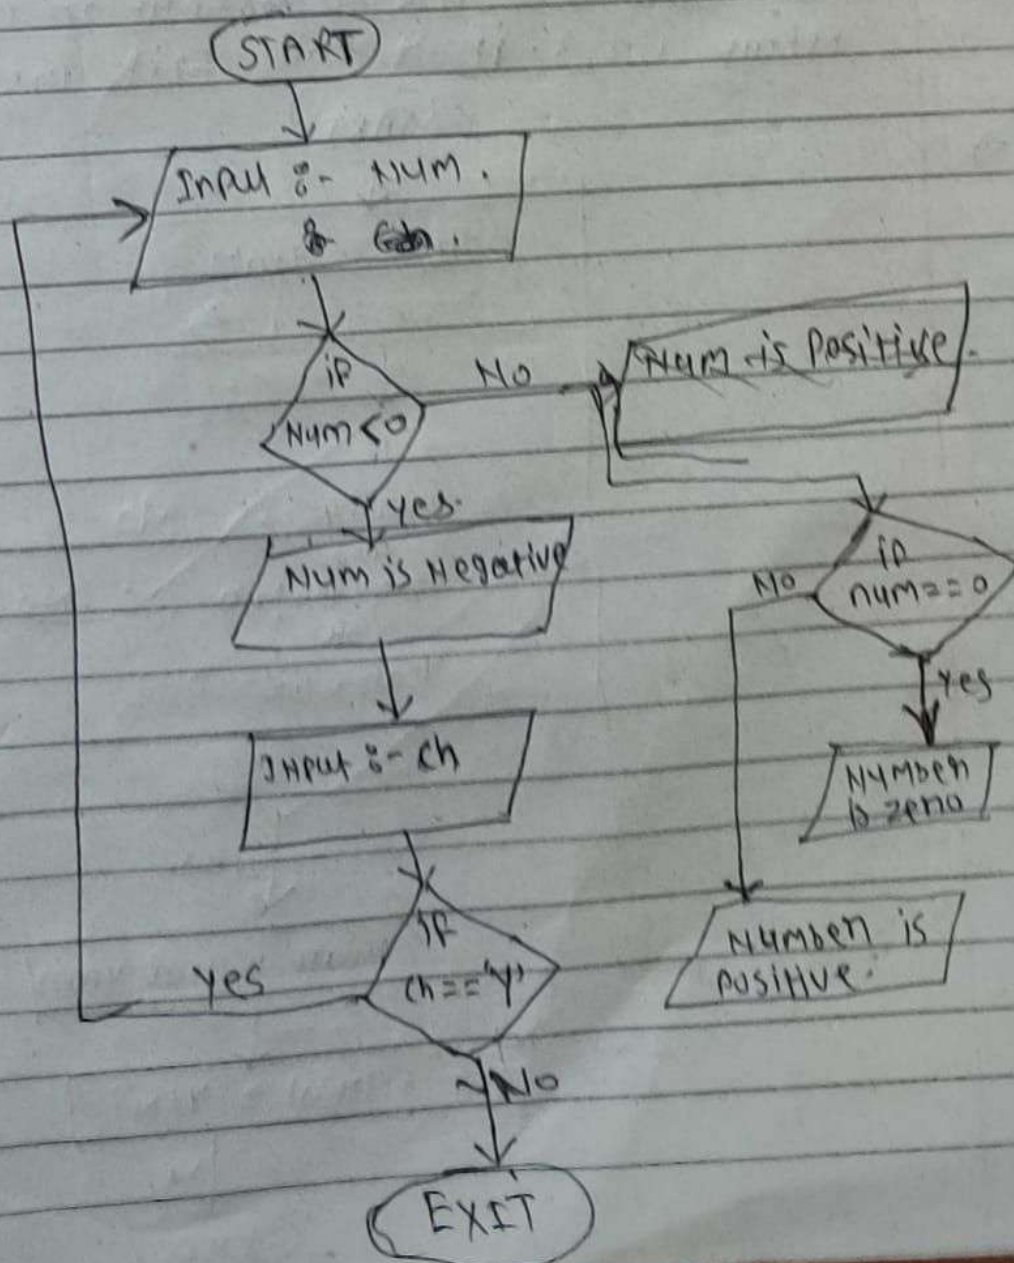 START
Input :- Num.
&
if
Num<0
No
Num is Positive.
yes.
Num is Negative
if
num==0
No
Yes
Number
is zero
Input :- ch
if
ch=='y'
yes
Number is
positive.
No
EXIT